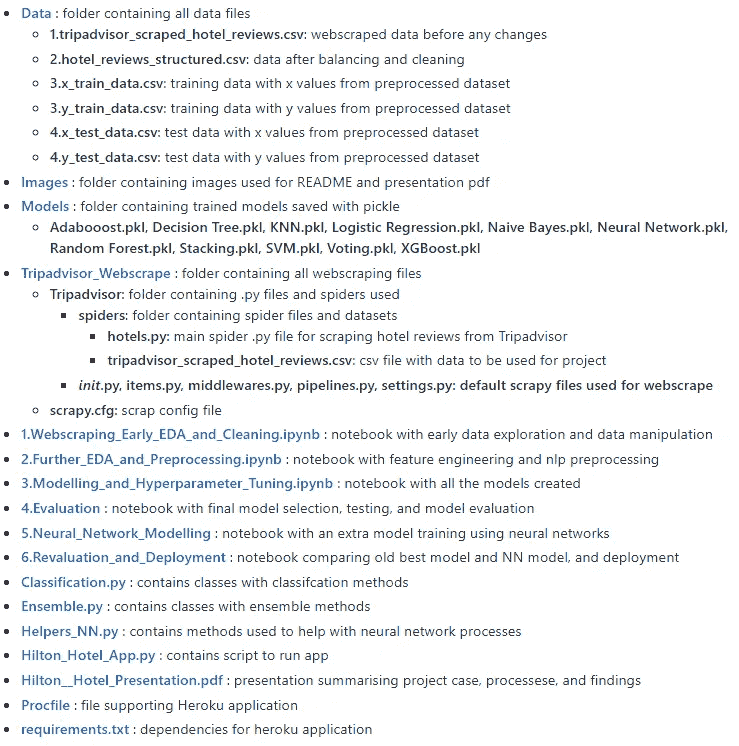 Data : folder containing all data files
1.tripadvisor_scraped_hotel_reviews.csv: webscraped data before any changes
2.hotel_reviews_structured.csv: data after balancing and cleaning
3.x_train_data.csv: training data with x values from preprocessed dataset
3.y_train_data.csv: training data with y values from preprocessed dataset
4.x_test_data.csv: test data with x values from preprocessed dataset
4.y_test_data.csv: test data with y values from preprocessed dataset
Images : folder containing images used for README and presentation pdf
Models : folder containing trained models saved with pickle
Adabooost.pkl, Decision Tree.pkl, KNN.pkl, Logistic Regression.pkl, Naive Bayes.pkl, Neural Network.pkl,
Random Forest.pkl, Stacking.pkl, SVM.pkl, Voting.pkl, XGBoost.pkl
Tripadvisor_Webscrape : folder containing all webscraping files
Tripadvisor: folder containing .py files and spiders used
spiders: folder containing spider files and datasets
hotels.py: main spider .py file for scraping hotel reviews from Tripadvisor
tripadvisor_scraped_hotel_reviews.csv: csv file with data to be used for project
init.py, items.py, middlewares.py, pipelines.py, settings.py: default scrapy files used for webscrape
scrapy.cfg: scrap config file
1.Webscraping_Early_EDA_and_Cleaning.ipynb : notebook with early data exploration and data manipulation
2.Further_EDA_and_Preprocessing.ipynb : notebook with feature engineering and nlp preprocessing
3.Modelling_and_Hyperparameter_Tuning.ipynb : notebook with all the models created
4.Evaluation : notebook with final model selection, testing, and model evaluation
5.Neural_Network_Modelling : notebook with an extra model training using neural networks
6.Revaluation_and_Deployment : notebook comparing old best model and NN model, and deployment
Classification.py : contains classes with classifcation methods
Ensemble.py : contains classes with ensemble methods
Helpers_NN.py : contains methods used to help with neural network processes
Hilton_Hotel_App.py : contains script to run app
Hilton__Hotel_Presentation.pdf : presentation summarising project case, processese, and findings
Procfile : file supporting Heroku application
requirements.txt : dependencies for heroku application